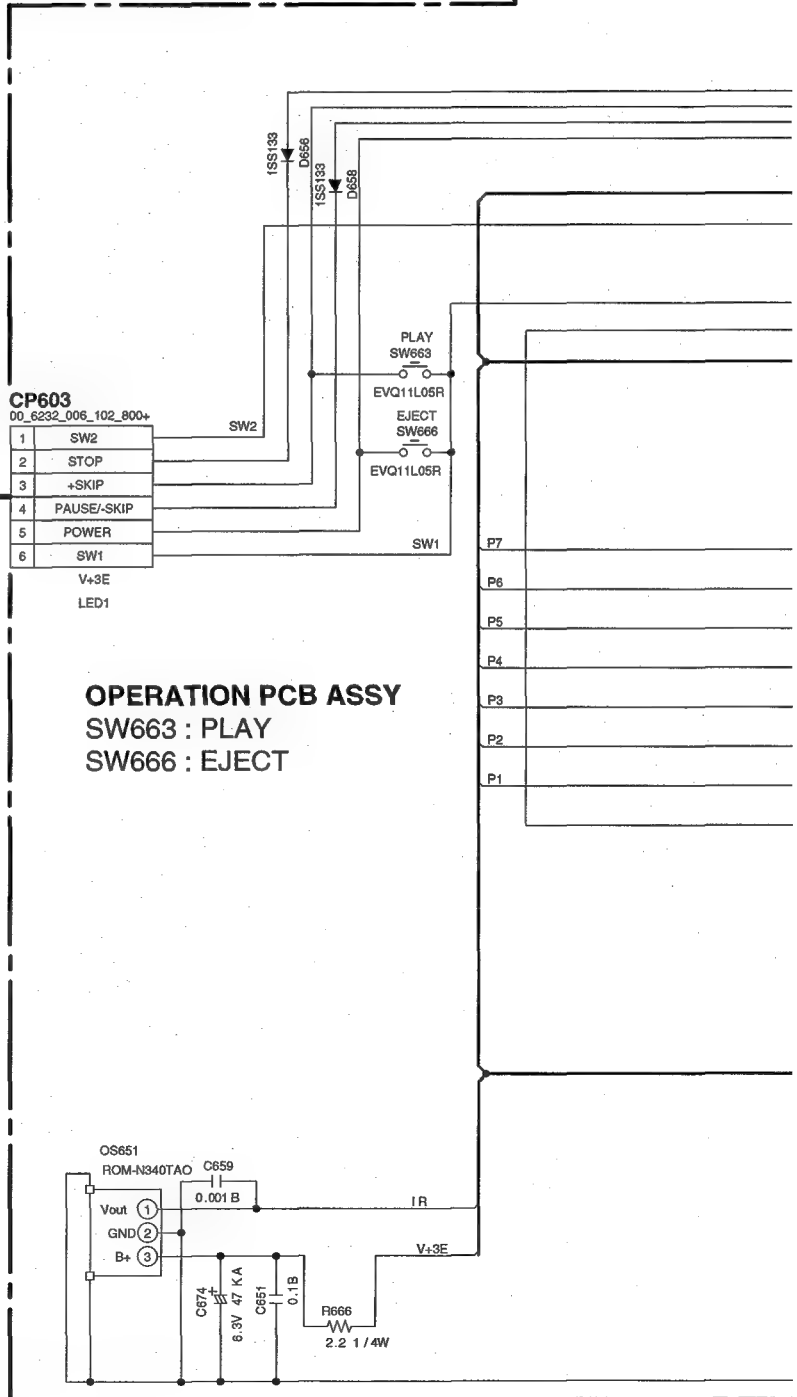 1SS133
D656
1SS133
D658
PLAY
SW663
EVQ11L05R
EJECT
SW666
EVQ11L05R
CP603
00_6232_006_102_800+
1 SW2
2 STOP
3 +SKIP
4 PAUSE/-SKIP
5 POWER
6 SW1
V+3E
LED1
SW2
SW1
P7
P6
P5
P4
P3
P2
P1
OPERATION PCB ASSY
SW663 : PLAY
SW666 : EJECT
OS651
ROM-N340TAO
C659
0.001 B
Vout 1
GND 2
B+ 3
IR
V+3E
C674
+
6.3V 47 KA
C651
0.1B
R666
2.2 1/4W